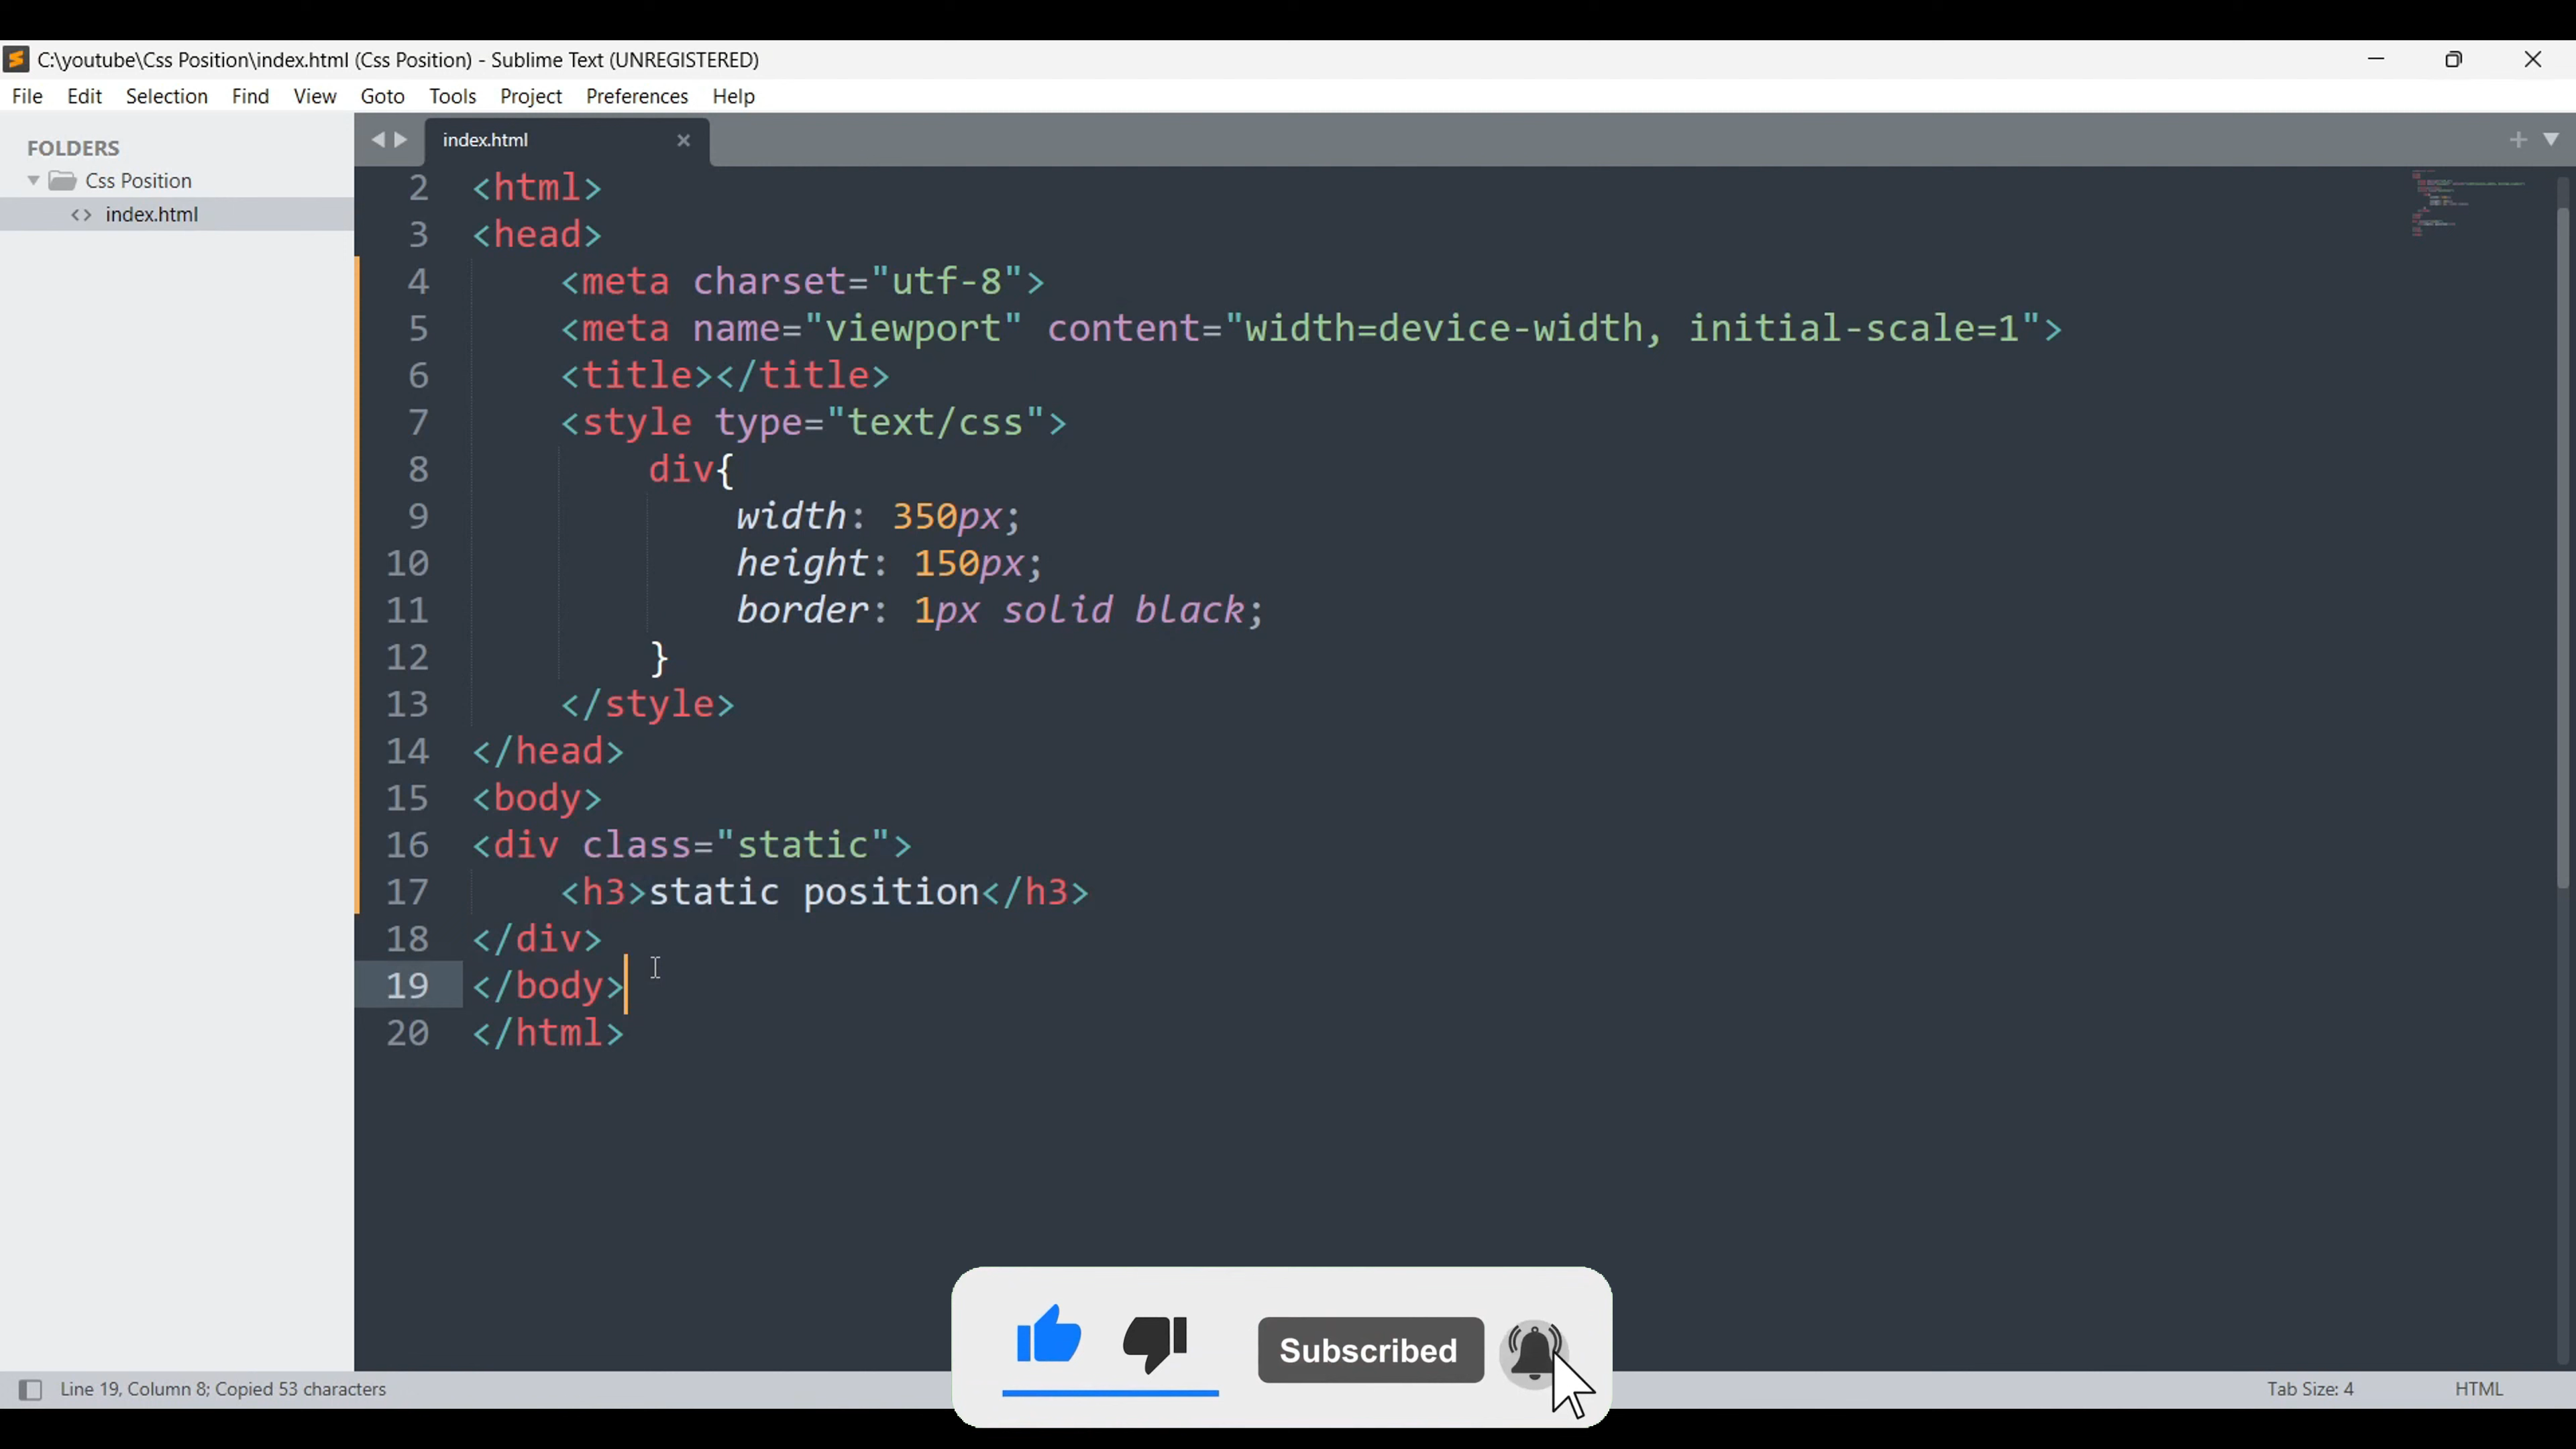 C:\youtube\Css Position\index.html (Css Position) - Sublime Text (UNREGISTERED)
File Edit Selection Find View Goto Tools Project Preferences Help
FOLDERS
Css Position
<> index.html
index.html
2 <html>
3 <head>
4 <meta charset="utf-8">
5 <meta name="viewport" content="width=device-width, initial-scale=1">
6 <title></title>
7 <style type="text/css">
8 div{
9 width: 350px;
10 height: 150px;
11 border: 1px solid black;
12 }
13 </style>
14 </head>
15 <body>
16 <div class="static">
17 <h3>static position</h3>
18 </div>
19 </body>
20 </html>
Subscribed
Line 19, Column 8; Copied 53 characters
Tab Size: 4
HTML